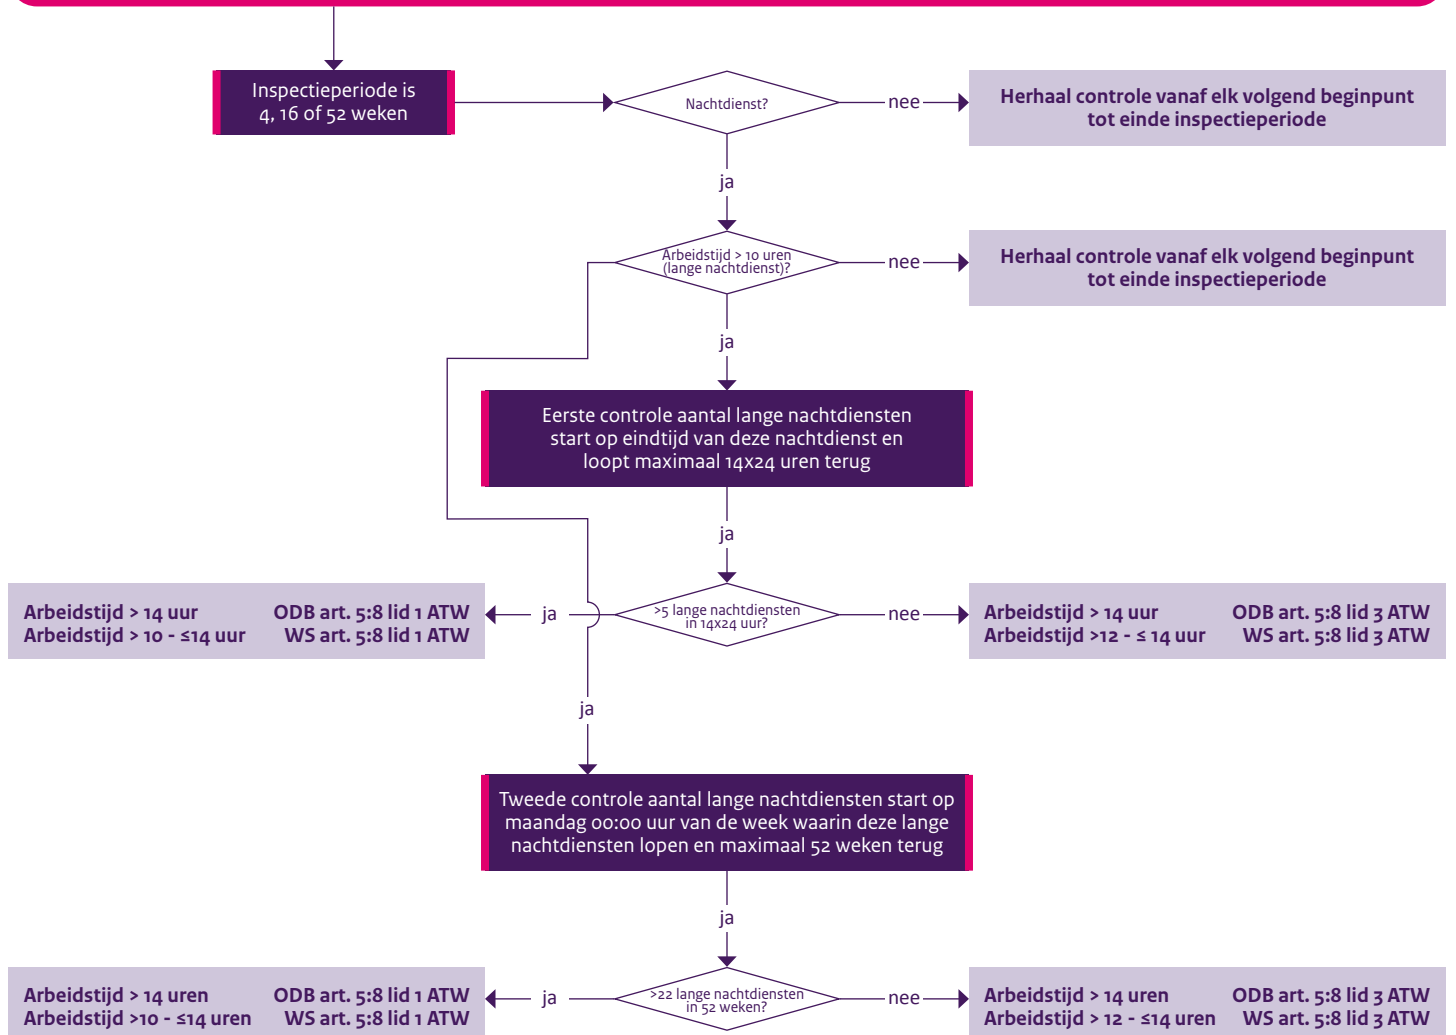 Inspectieperiode is
4, 16 of 52 weken
Nachtdienst?
nee
Herhaal controle vanaf elk volgend beginpunt
tot einde inspectieperiode
ja
Arbeidstijd > 10 uren
(lange nachtdienst)?
nee
Herhaal controle vanaf elk volgend beginpunt
tot einde inspectieperiode
ja
Eerste controle aantal lange nachtdiensten
start op eindtijd van deze nachtdienst en
loopt maximaal 14x24 uren terug
ja
Arbeidstijd > 14 uur ODB art. 5:8 lid 1 ATW
Arbeidstijd > 10 - ≤14 uur WS art. 5:8 lid 1 ATW
ja
>5 lange nachtdiensten
in 14x24 uur?
nee
Arbeidstijd > 14 uur ODB art. 5:8 lid 3 ATW
Arbeidstijd >12 - ≤ 14 uur WS art. 5:8 lid 3 ATW
ja
Tweede controle aantal lange nachtdiensten start op
maandag 00:00 uur van de week waarin deze lange
nachtdiensten lopen en maximaal 52 weken terug
ja
Arbeidstijd > 14 uren ODB art. 5:8 lid 1 ATW
Arbeidstijd >10 - ≤14 uren WS art. 5:8 lid 1 ATW
ja
>22 lange nachtdiensten
in 52 weken?
nee
Arbeidstijd > 14 uren ODB art. 5:8 lid 3 ATW
Arbeidstijd > 12 - ≤14 uren WS art. 5:8 lid 3 ATW